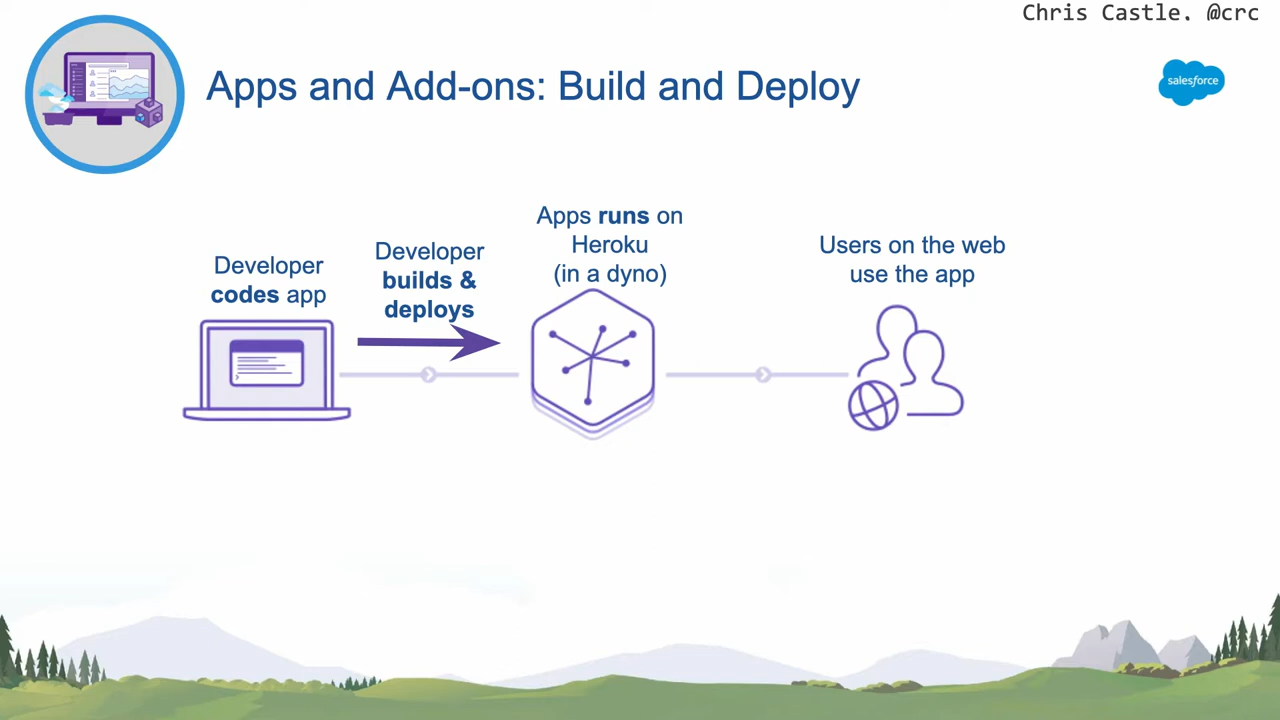 Chris Castle. @crc
Apps and Add-ons: Build and Deploy
salesforce
Developer
codes app
Developer
builds &
deploys
Apps runs on
Heroku
(in a dyno)
Users on the web
use the app